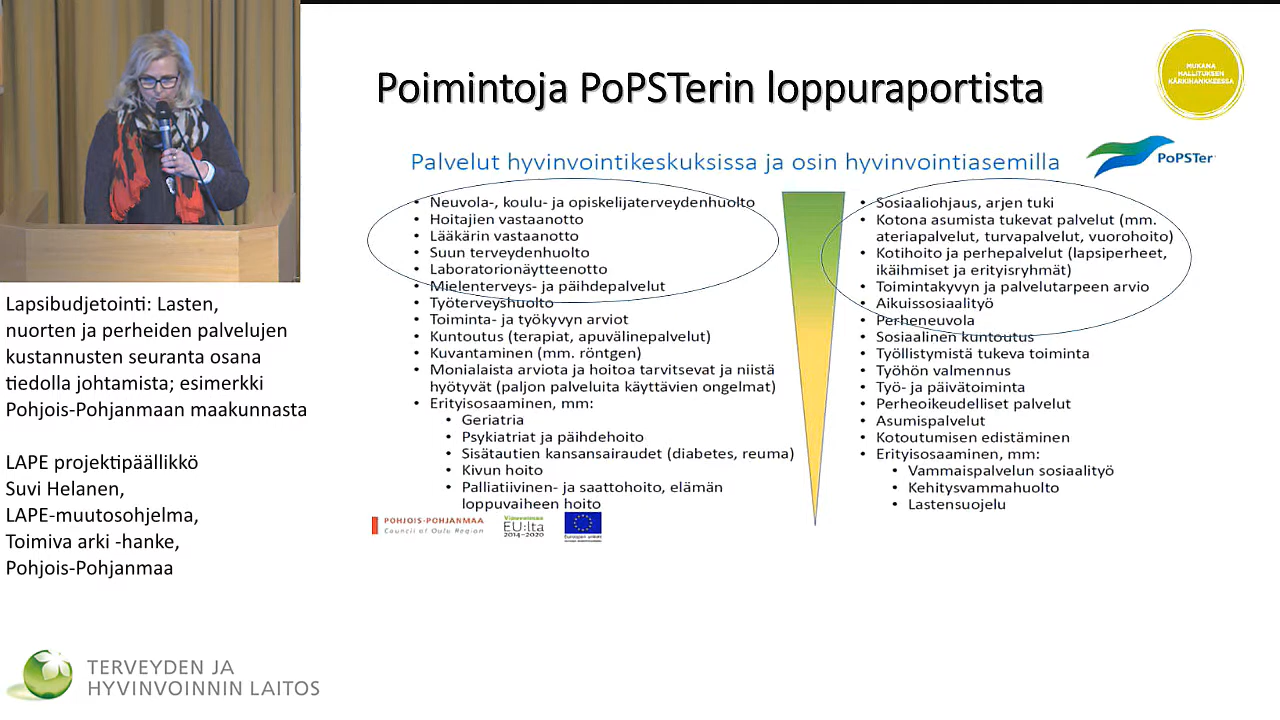 Poimintoja PoPSTerin loppuraportista
MUKANA
HALLITUKSEN
KÄRKIHANKKEESSA
Palvelut hyvinvointikeskuksissa ja osin hyvinvointiasemilla
PoPSTer
• Neuvola-, koulu- ja opiskelijaterveydenhuolto
• Hoitajien vastaanotto
• Lääkärin vastaanotto
• Suun terveydenhuolto
• Laboratorionäytteenotto
• Mielenterveys- ja päihdepalvelut
• Työterveyshuolto
• Toiminta- ja työkyvyn arviot
• Kuntoutus (terapiat, apuvälinepalvelut)
• Kuvantaminen (mm. röntgen)
• Monialaista arviota ja hoitoa tarvitsevat ja niistä
hyötyvät (paljon palveluita käyttävien ongelmat)
• Erityisosaaminen, mm:
• Geriatria
• Psykiatriat ja päihdehoito
• Sisätautien kansansairaudet (diabetes, reuma)
• Kivun hoito
• Palliatiivinen- ja saattohoito, elämän
loppuvaiheen hoito
• Sosiaaliohjaus, arjen tuki
• Kotona asumista tukevat palvelut (mm.
ateriapalvelut, turvapalvelut, vuorohoito)
• Kotihoito ja perhepalvelut (lapsiperheet,
ikäihmiset ja erityisryhmät)
• Toimintakyvyn ja palvelutarpeen arvio
• Aikuissosiaalityö
• Perheneuvola
• Sosiaalinen kuntoutus
• Työllistymistä tukeva toiminta
• Työhön valmennus
• Työ- ja päivätoiminta
• Perheoikeudelliset palvelut
• Asumispalvelut
• Kotoutumisen edistäminen
• Erityisosaaminen, mm:
• Vammaispalvelun sosiaalityö
• Kehitysvammahuolto
• Lastensuojelu
POHJOIS-POHJANMAA
Council of Oulu Region
Vipuvoimaa
EU:lta
2014–2020
Lapsibudjetointi: Lasten,
nuorten ja perheiden palvelujen
kustannusten seuranta osana
tiedolla johtamista; esimerkki
Pohjois-Pohjanmaan maakunnasta
LAPE projektipäällikkö
Suvi Helanen,
LAPE-muutosohjelma,
Toimiva arki -hanke,
Pohjois-Pohjanmaa
TERVEYDEN JA
HYVINVOINNIN LAITOS